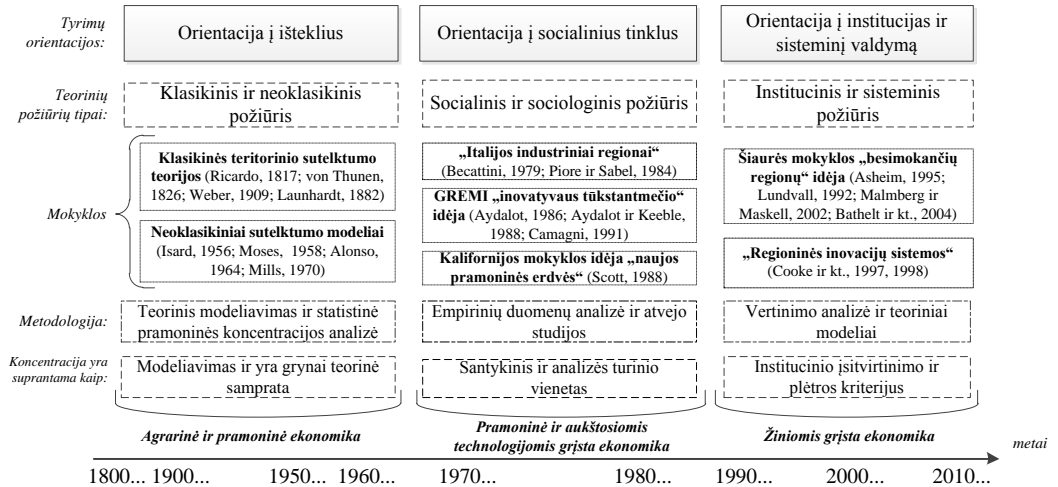 Tyrimų
orientacijos:
Orientacija į išteklius
Orientacija į socialinius tinklus
Orientacija į institucijas ir
sisteminį valdymą
Teorinių
požiūrių tipai:
Klasikinis ir neoklasikinis
požiūris
Socialinis ir sociologinis požiūris
Institucinis ir sisteminis
požiūris
Mokyklos
Klasikinės teritorinio sutelktumo
teorijos (Ricardo, 1817; von Thunen,
1826; Weber, 1909; Launhardt, 1882)
Neoklasikiniai sutelktumo modeliai
(Isard, 1956; Moses, 1958; Alonso,
1964; Mills, 1970)
„Italijos industriniai regionai“
(Becattini, 1979; Piore ir Sabel, 1984)
GREMI „inovatyvaus tūkstantmečio“
idėja (Aydalot, 1986; Aydalot ir Keeble,
1988; Camagni, 1991)
Kalifornijos mokyklos idėja „naujos
pramoninės erdvės“ (Scott, 1988)
Šiaurės mokyklos „besimokančių
regionų“ idėja (Asheim, 1995;
Lundvall, 1992; Malmberg ir
Maskell, 2002; Bathelt ir kt., 2004)
„Regioninės inovacijų sistemos“
(Cooke ir kt., 1997, 1998)
Metodologija:
Teorinis modeliavimas ir statistinė
pramoninės koncentracijos analizė
Empirinių duomenų analizė ir atvejo
studijos
Vertinimo analizė ir teoriniai
modeliai
Koncentracija yra
suprantama kaip:
Modeliavimas ir yra grynai teorinė
samprata
Santykinis ir analizės turinio
vienetas
Institucinio įsitvirtinimo ir
plėtros kriterijus
Agrarinė ir pramoninė ekonomika
Pramoninė ir aukštosiomis
technologijomis grįsta ekonomika
Žiniomis grįsta ekonomika
metai
1800... 1900... 1950... 1960... 1970... 1980... 1990... 2000... 2010...